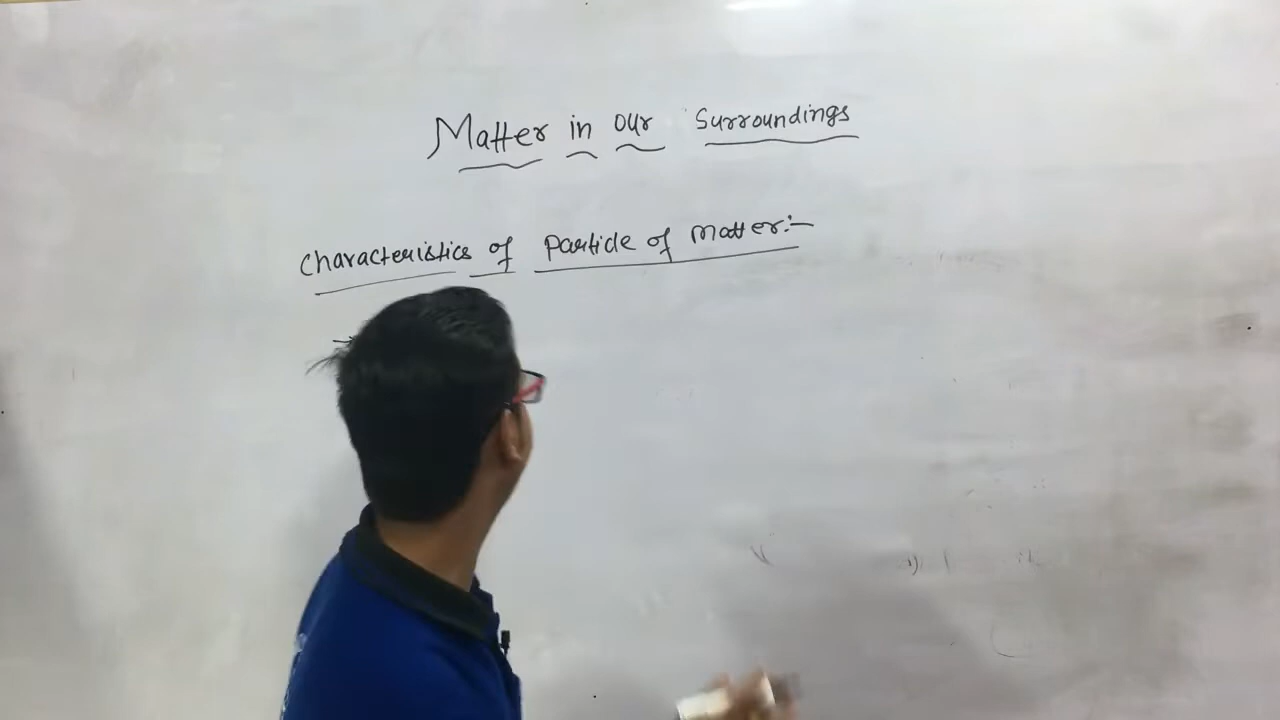 Matter in our Surroundings
Characteristics of Particle of matter:-